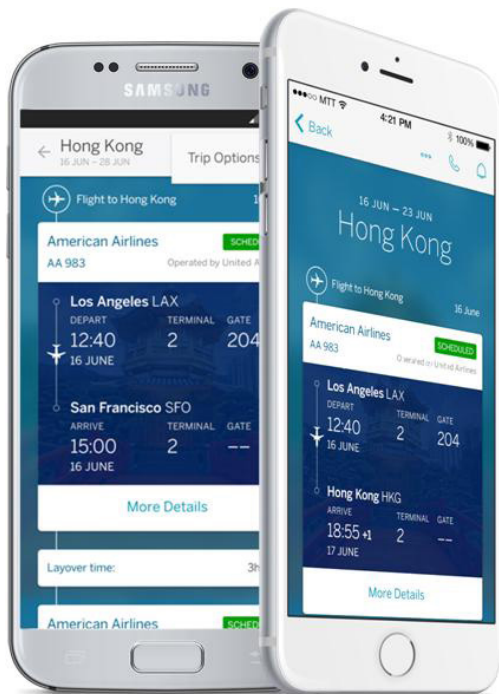 SAMSUNG
Hong Kong
16 JUN – 28 JUN
Trip Options
Flight to Hong Kong
American Airlines
AA 983
Operated by United
Los Angeles LAX
DEPART TERMINAL GATE
12:40 2 204
16 JUNE
San Francisco SFO
ARRIVE TERMINAL GATE
15:00 2 --
16 JUNE
More Details
Layover time: 3h
American Airlines
MTT 4:21 PM 100%
Back
16 JUN — 23 JUN
Hong Kong
Flight to Hong Kong 16 June
American Airlines SCHEDULED
AA 983 Operated in United Airlines
Los Angeles LAX
DEPART TERMINAL GATE
12:40 2 204
16 JUNE
Hong Kong HKG
ARRIVE TERMINAL GATE
18:55 +1 2 --
17 JUNE
More Details